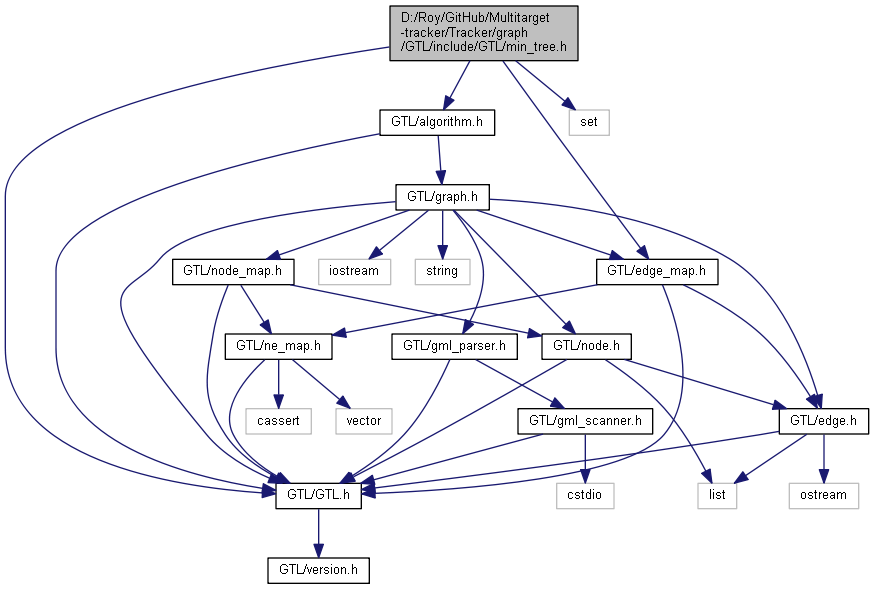 D:/Roy/GitHub/Multitarget
-tracker/Tracker/graph
/GTL/include/GTL/min_tree.h
GTL/algorithm.h
set
GTL/graph.h
GTL/node_map.h
iostream
string
GTL/edge_map.h
GTL/ne_map.h
GTL/gml_parser.h
GTL/node.h
cassert
vector
GTL/gml_scanner.h
GTL/edge.h
GTL/GTL.h
cstdio
list
ostream
GTL/version.h